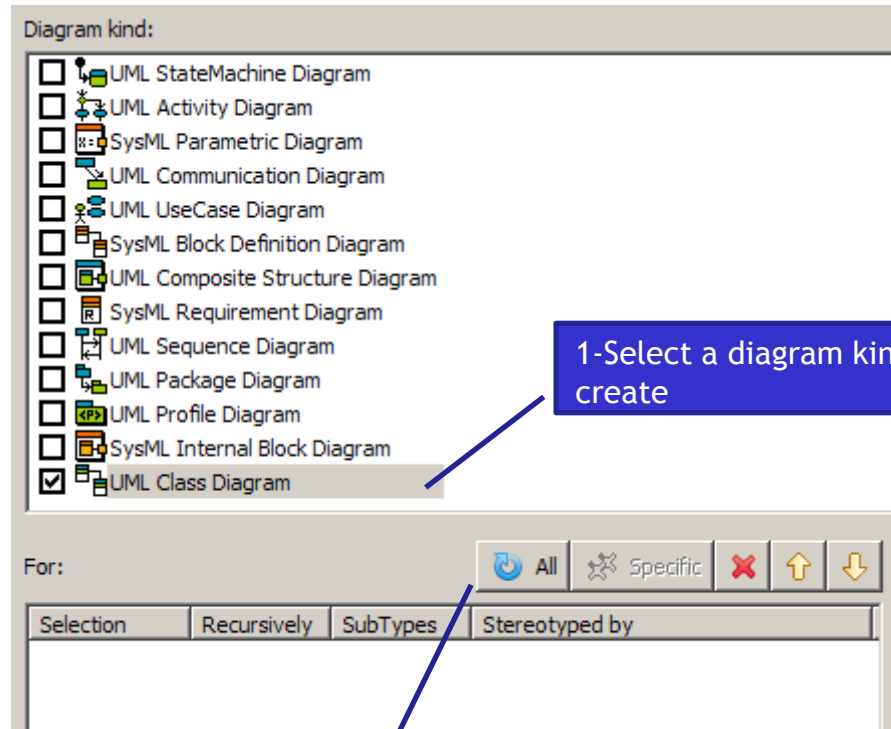 Diagram kind:
UML StateMachine Diagram
UML Activity Diagram
SysML Parametric Diagram
UML Communication Diagram
UML UseCase Diagram
SysML Block Definition Diagram
UML Composite Structure Diagram
SysML Requirement Diagram
UML Sequence Diagram
UML Package Diagram
UML Profile Diagram
SysML Internal Block Diagram
UML Class Diagram
1-Select a diagram kin
create
For:
All Specific
Selection Recursively SubTypes Stereotyped by